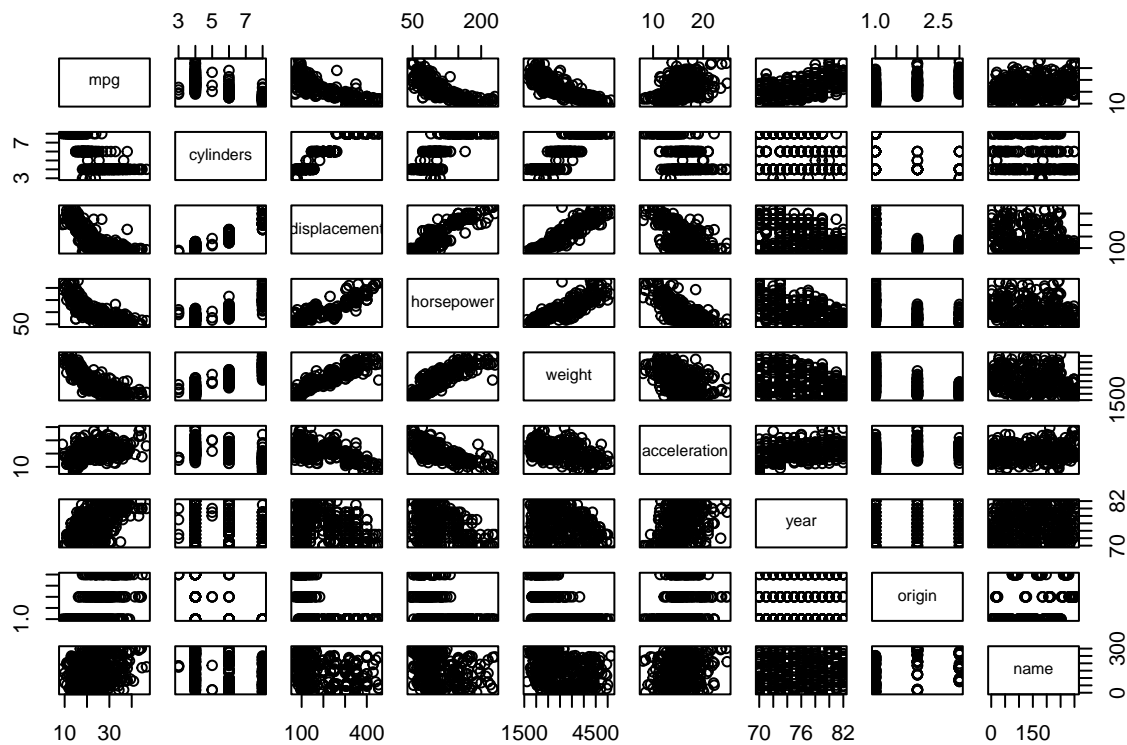 3 5 7 50 200 10 20 1.0 2.5
mpg 10
7 3 cylinders
displacement 100
50 horsepower
weight 1500
10 acceleration
year 82 70
1.0 origin
name 300 0
10 30 100 400 1500 4500 70 76 82 0 150